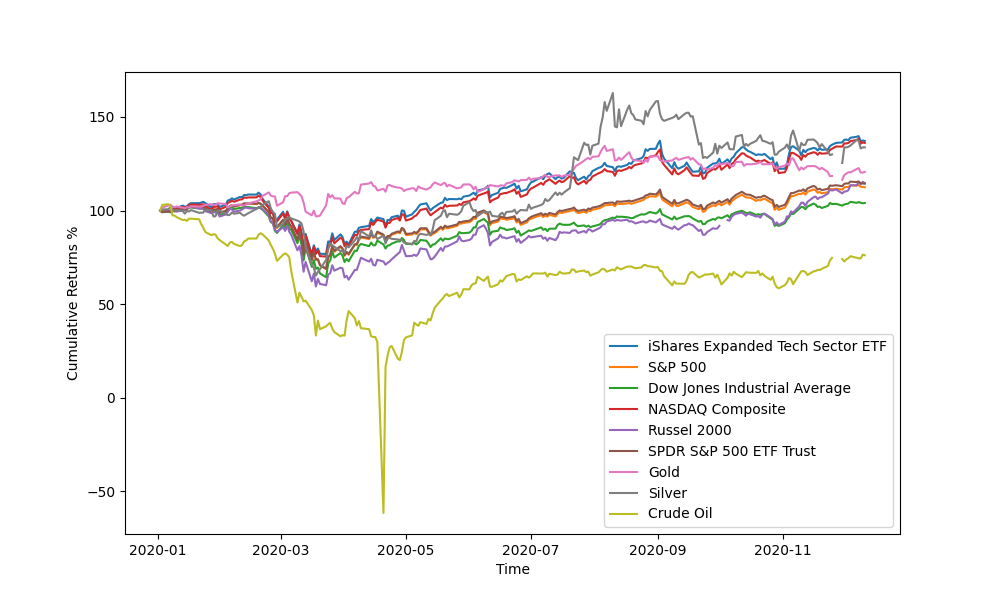 Cumulative Returns %
150
100
50
0
−50
2020-01
2020-03
2020-05
2020-07
2020-09
2020-11
Time
iShares Expanded Tech Sector ETF
S&P 500
Dow Jones Industrial Average
NASDAQ Composite
Russel 2000
SPDR S&P 500 ETF Trust
Gold
Silver
Crude Oil